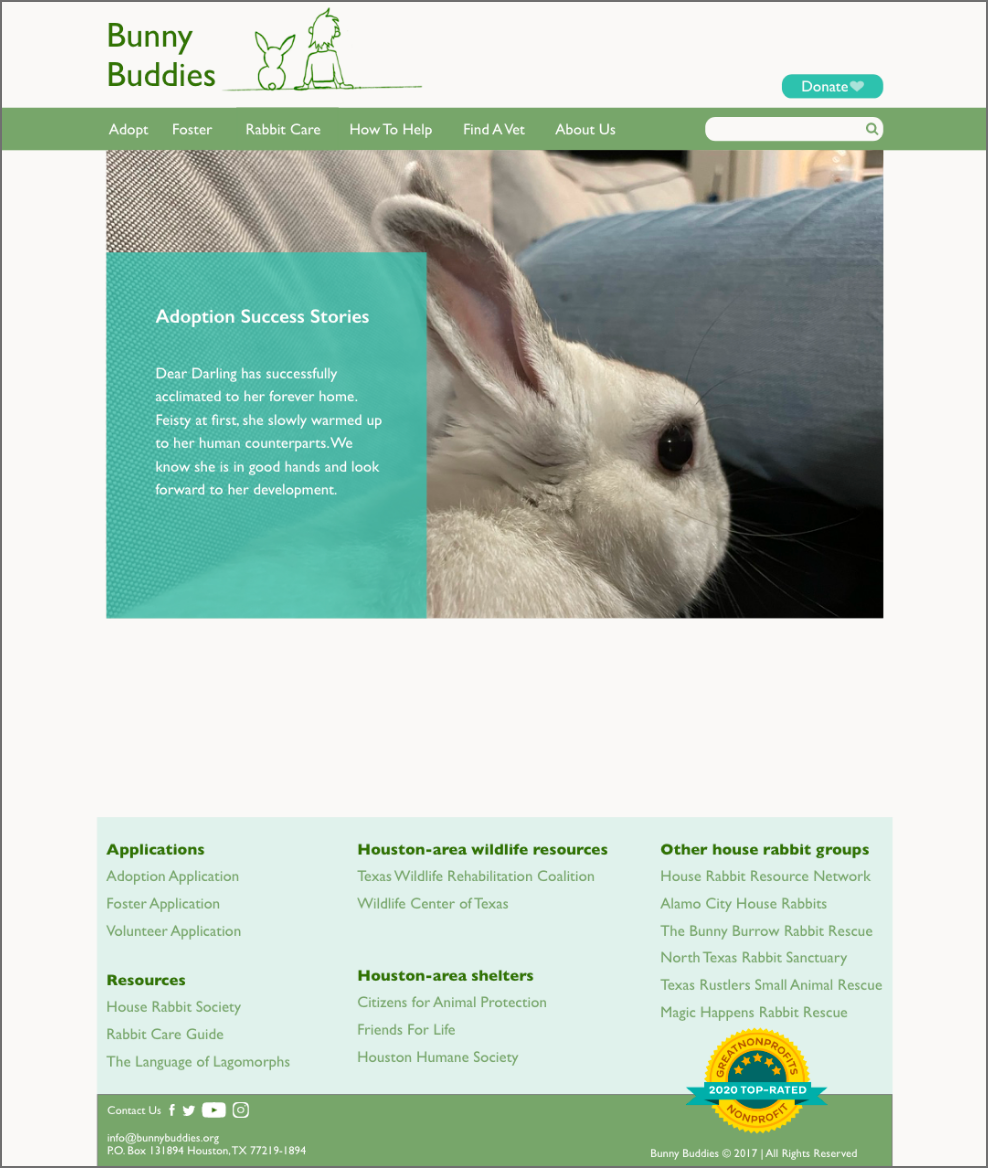 Bunny
Buddies
Donate
Adopt Foster Rabbit Care How To Help Find A Vet About Us
Adoption Success Stories
Dear Darling has successfully
acclimated to her forever home.
Feisty at first, she slowly warmed up
to her human counterparts. We
know she is in good hands and look
forward to her development.
Applications
Adoption Application
Foster Application
Volunteer Application
Resources
House Rabbit Society
Rabbit Care Guide
The Language of Lagomorphs
Houston-area wildlife resources
Texas Wildlife Rehabilitation Coalition
Wildlife Center of Texas
Houston-area shelters
Citizens for Animal Protection
Friends For Life
Houston Humane Society
Other house rabbit groups
House Rabbit Resource Network
Alamo City House Rabbits
The Bunny Burrow Rabbit Rescue
North Texas Rabbit Sanctuary
Texas Rustlers Small Animal Rescue
Magic Happens Rabbit Rescue
GREATNONPROFITS
2020 TOP-RATED
NONPROFIT
Contact Us
info@bunnybuddies.org
P.O. Box 131894 Houston, TX 77219-1894
Bunny Buddies © 2017 | All Rights Reserved